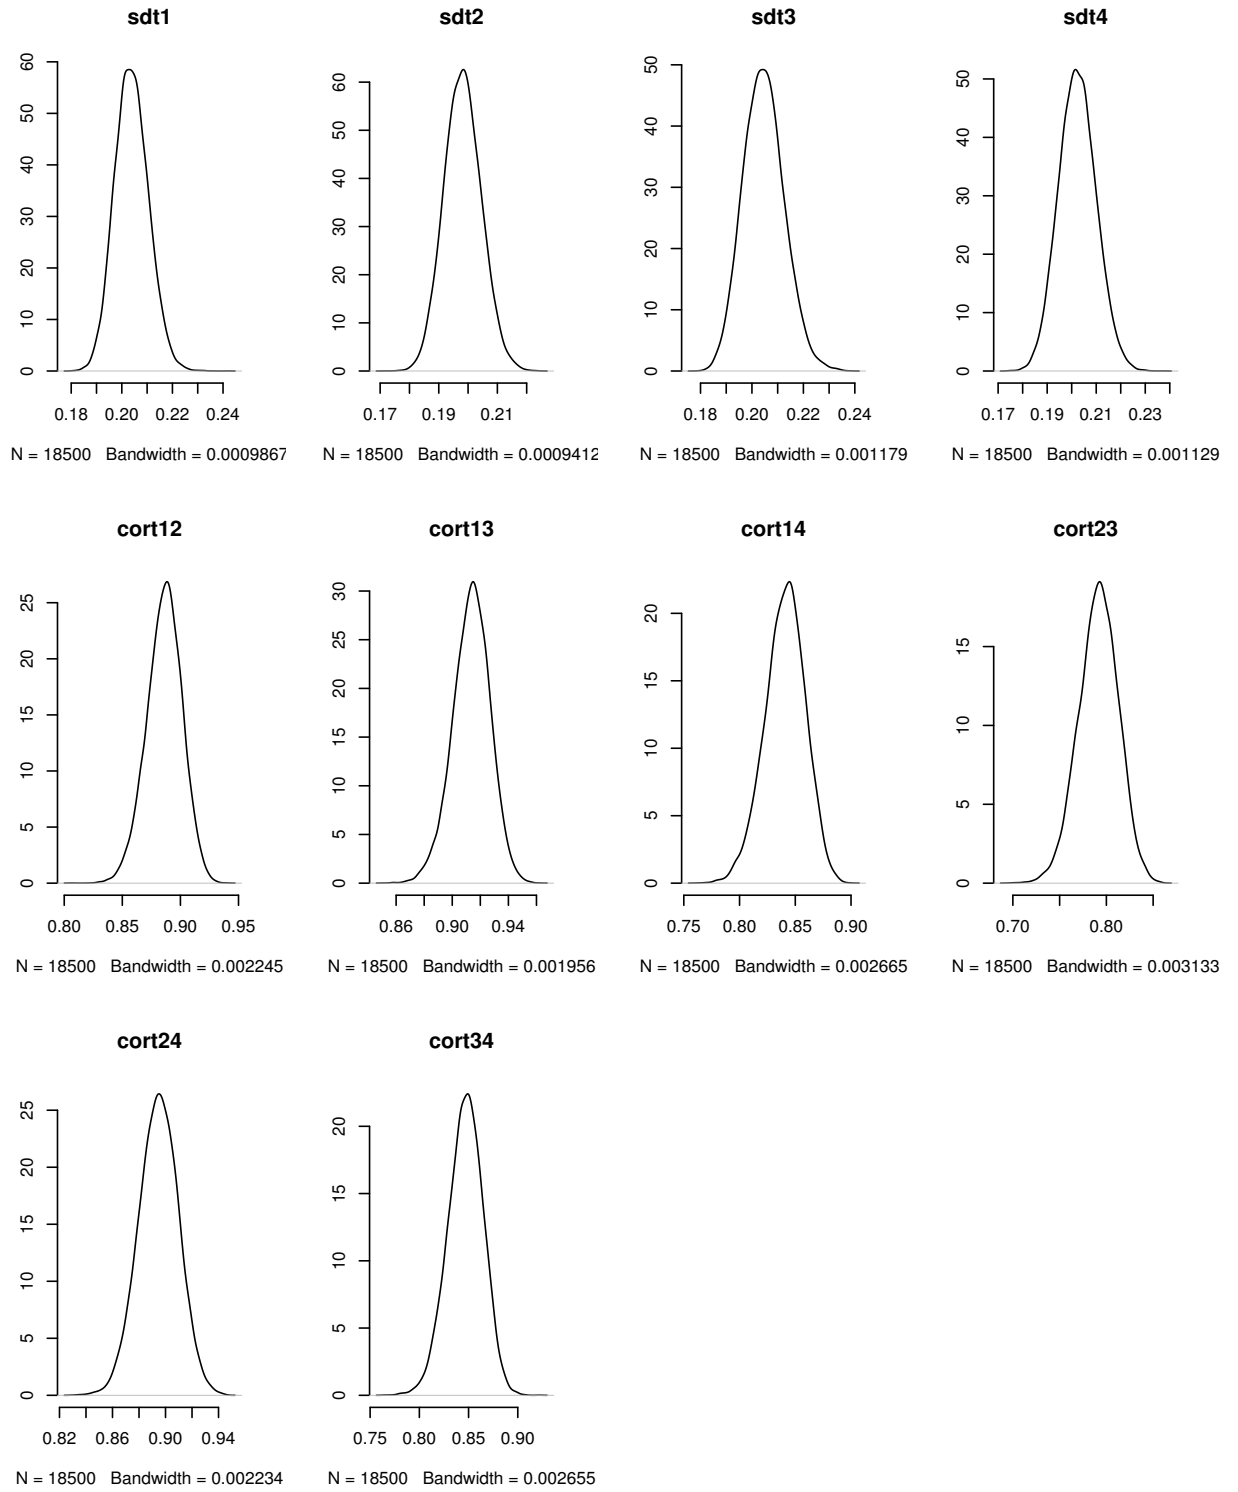 sdt1 sdt2 sdt3 sdt4
0 10 20 30 40 50 60
0.18 0.20 0.22 0.24
N = 18500 Bandwidth = 0.0009867
0 10 20 30 40 50 60
0.17 0.19 0.21
N = 18500 Bandwidth = 0.0009412
0 10 20 30 40 50
0.18 0.20 0.22 0.24
N = 18500 Bandwidth = 0.001179
0 10 20 30 40 50
0.17 0.19 0.21 0.23
N = 18500 Bandwidth = 0.001129
cort12 cort13 cort14 cort23
0 5 10 15 20 25
0.80 0.85 0.90 0.95
N = 18500 Bandwidth = 0.002245
0 5 10 15 20 25 30
0.86 0.90 0.94
N = 18500 Bandwidth = 0.001956
0 5 10 15 20
0.75 0.80 0.85 0.90
N = 18500 Bandwidth = 0.002665
0 5 10 15
0.70 0.80
N = 18500 Bandwidth = 0.003133
cort24 cort34
0 5 10 15 20 25
0.82 0.86 0.90 0.94
N = 18500 Bandwidth = 0.002234
0 5 10 15 20
0.75 0.80 0.85 0.90
N = 18500 Bandwidth = 0.002655